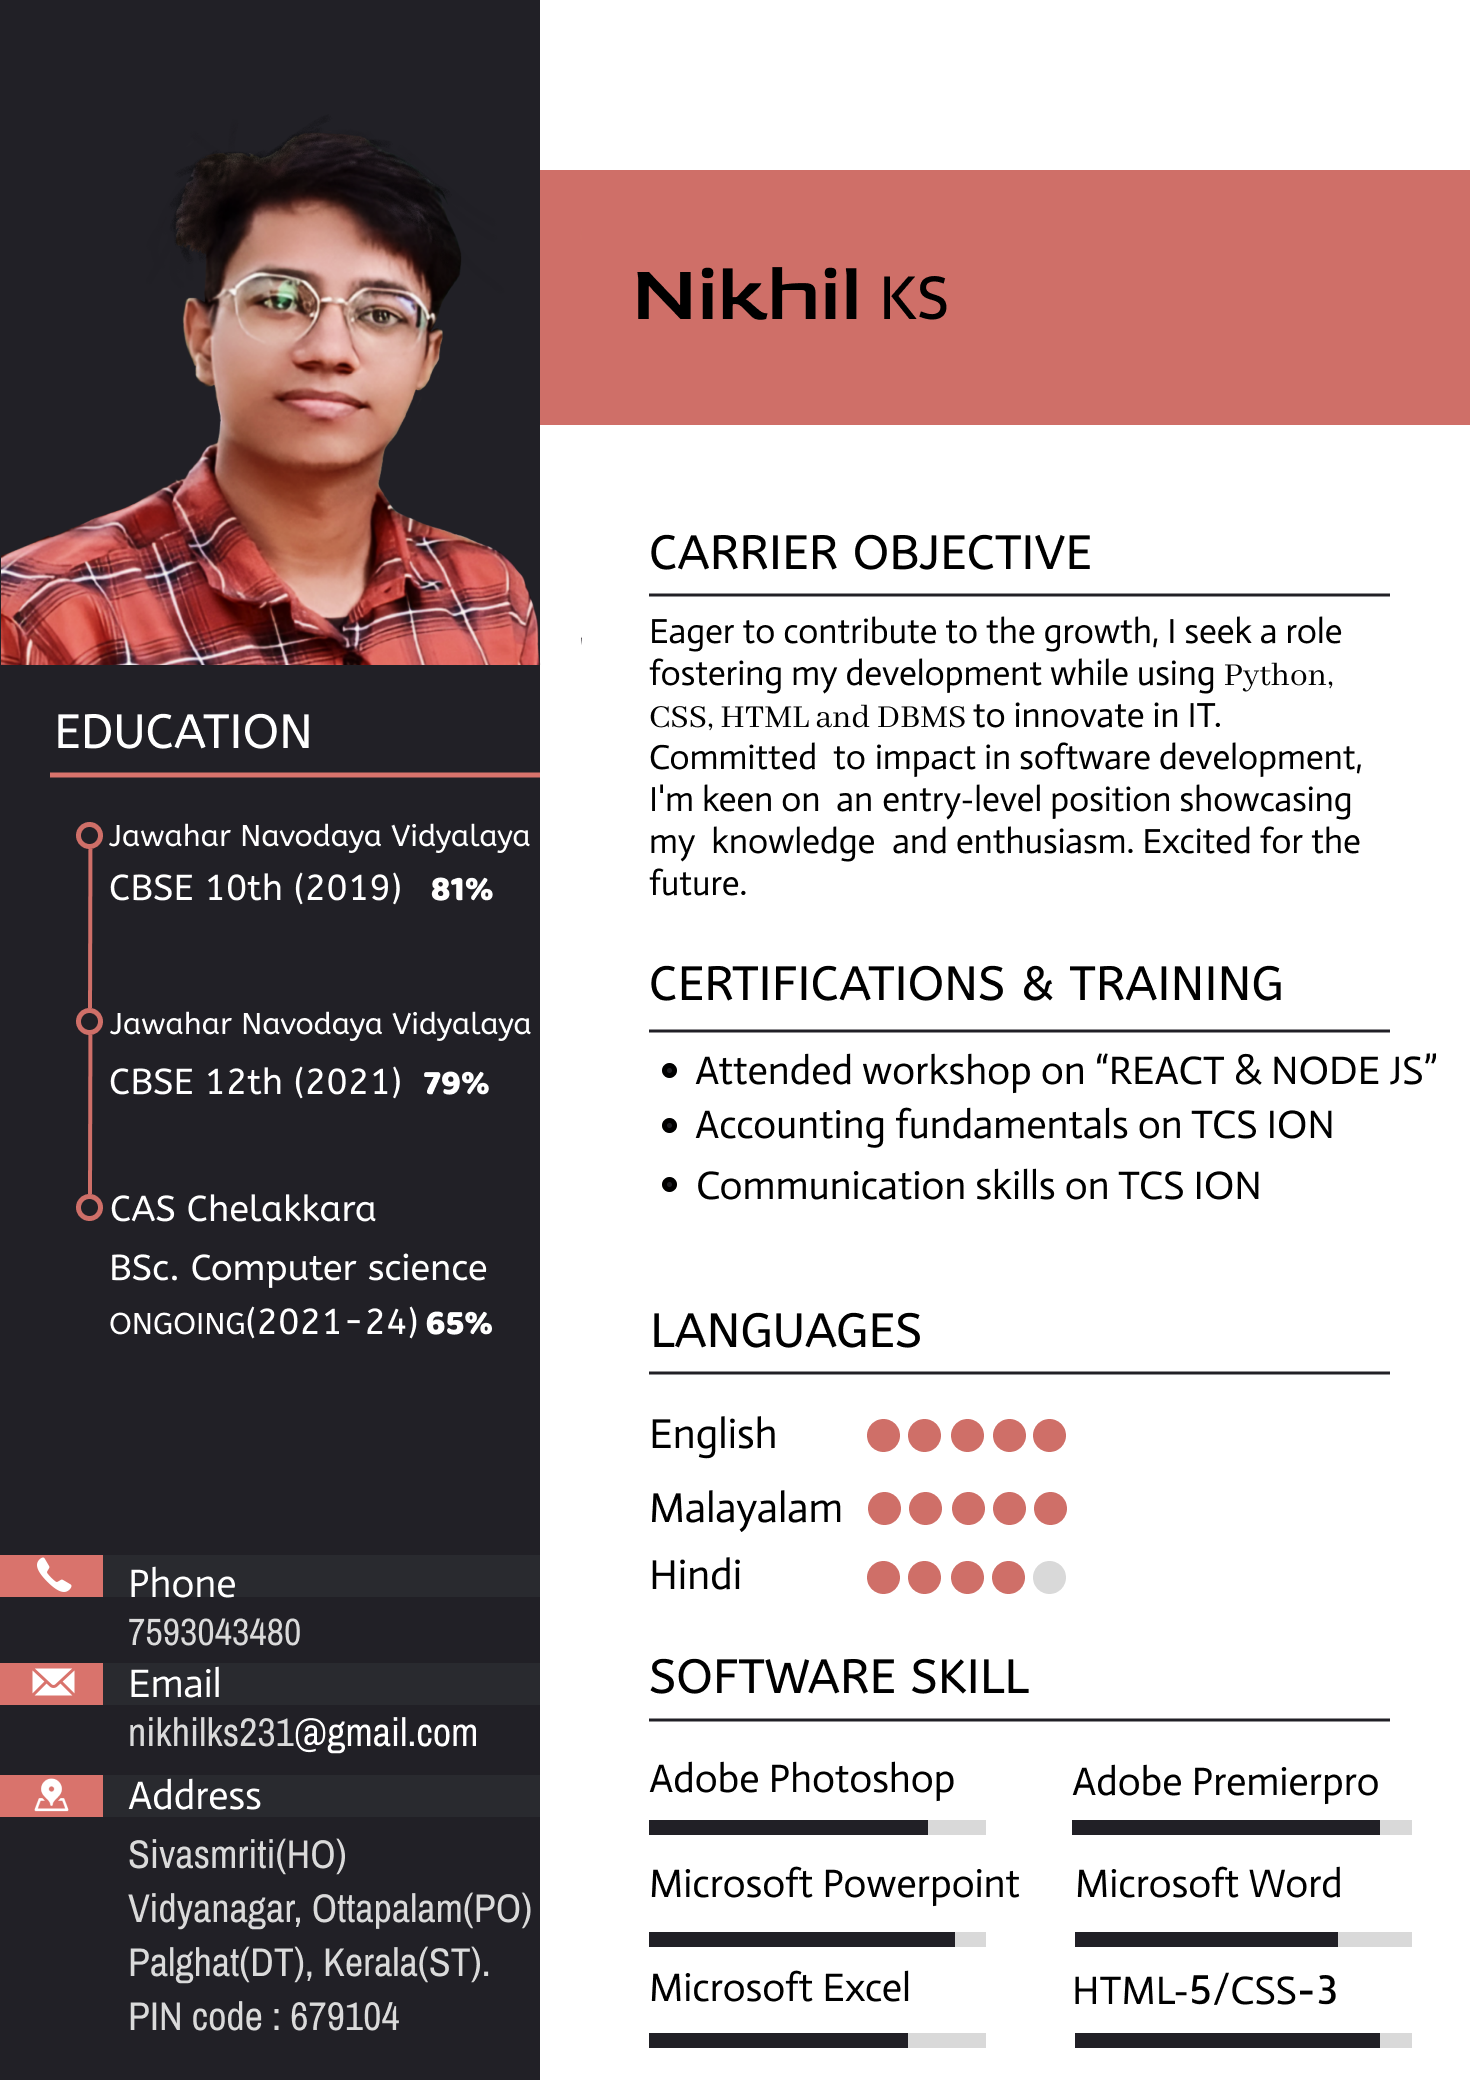 Nikhil KS
EDUCATION
Jawahar Navodaya Vidyalaya
CBSE 10th (2019) 81%
Jawahar Navodaya Vidyalaya
CBSE 12th (2021) 79%
CAS Chelakkara
BSc. Computer science
ONGOING(2021-24) 65%
Phone
7593043480
Email
nikhilks231@gmail.com
Address
Sivasmriti(HO)
Vidyanagar, Ottapalam(PO)
Palghat(DT), Kerala(ST).
PIN code : 679104
CARRIER OBJECTIVE
Eager to contribute to the growth, I seek a role
fostering my development while using Python,
CSS, HTML and DBMS to innovate in IT.
Committed to impact in software development,
I'm keen on an entry-level position showcasing
my knowledge and enthusiasm. Excited for the
future.
CERTIFICATIONS & TRAINING
• Attended workshop on “REACT & NODE JS”
• Accounting fundamentals on TCS ION
• Communication skills on TCS ION
LANGUAGES
English
Malayalam
Hindi
SOFTWARE SKILL
Adobe Photoshop
Adobe Premierpro
Microsoft Powerpoint
Microsoft Word
Microsoft Excel
HTML-5/CSS-3